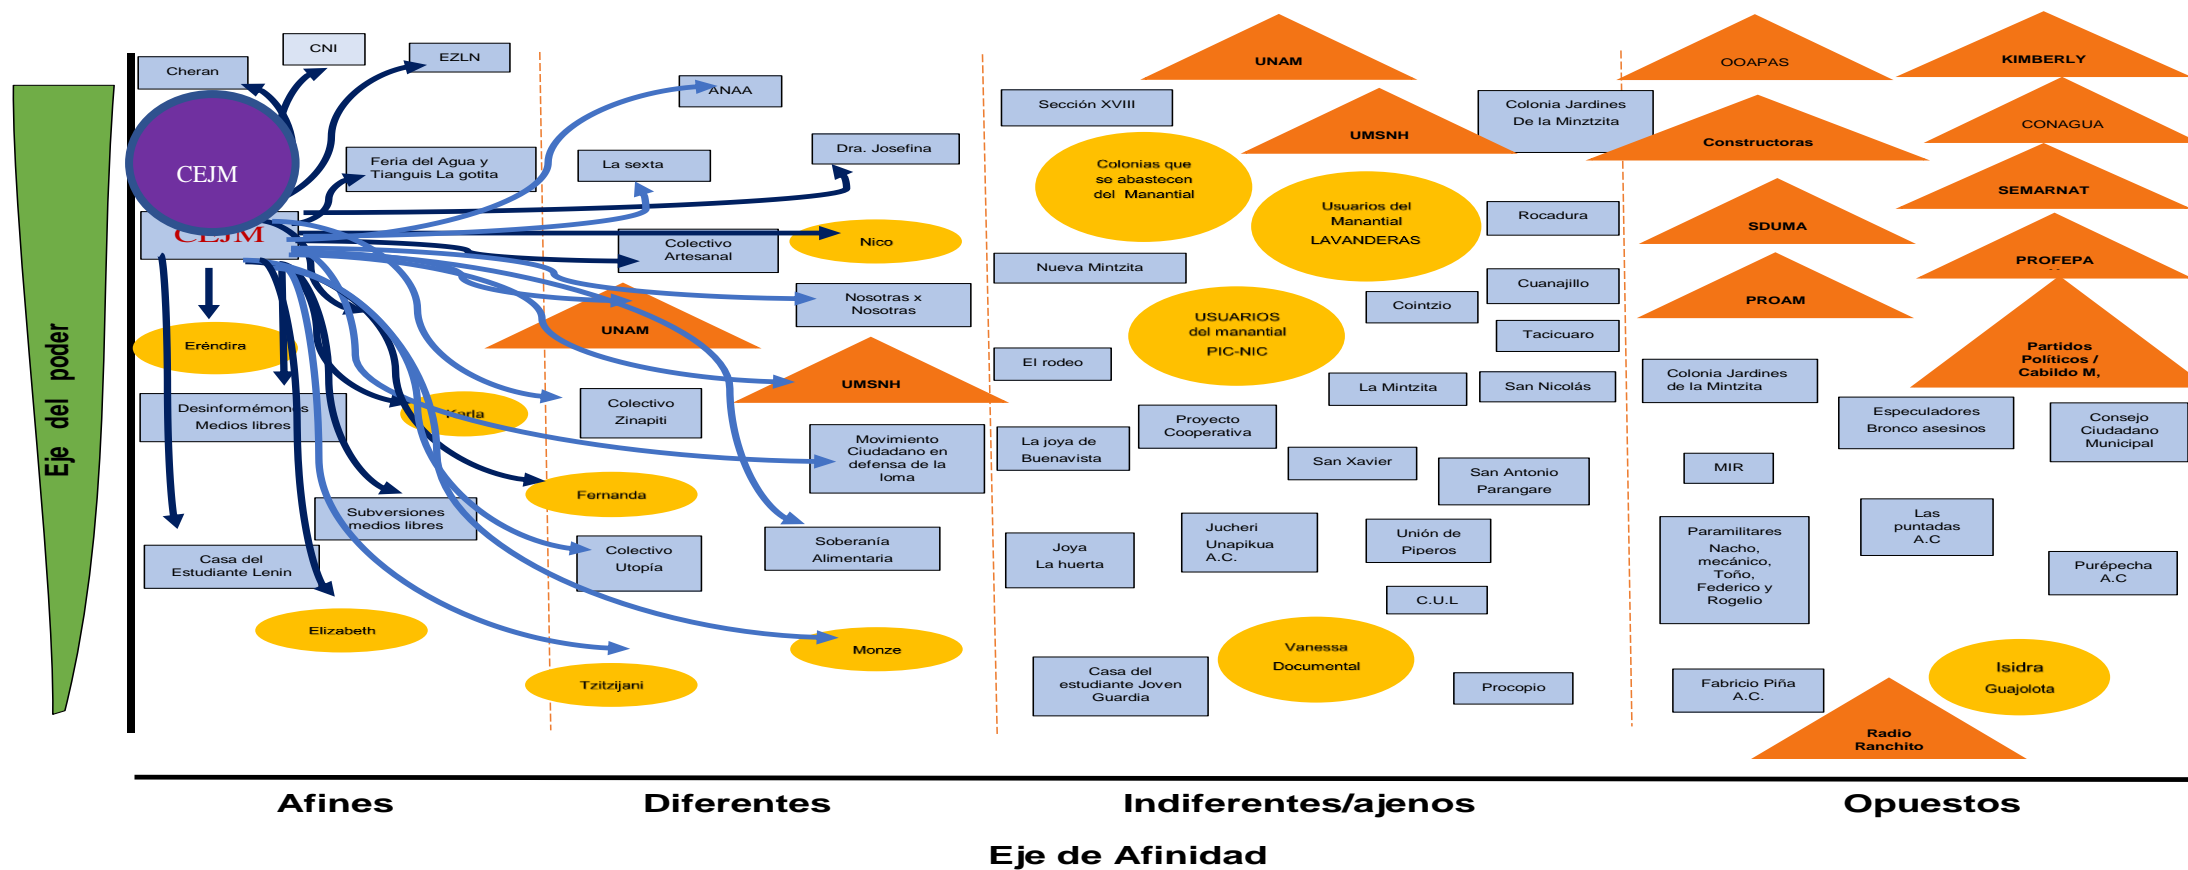 Eje del poder
CNI
EZLN
Cheran
CEJM
CEJM
Feria del Agua y
Tianguis La gotita
Eréndira
Desinformémonos
Medios libres
Karla
Subversiones
medios libres
Casa del
Estudiante Lenin
Elizabeth
ANAA
Dra. Josefina
La sexta
Colectivo
Artesanal
Nico
Nosotras x
Nosotras
UNAM
UMSNH
Colectivo
Zinapiti
Movimiento
Ciudadano en
defensa de la
loma
Fernanda
Colectivo
Utopía
Soberanía
Alimentaria
Monze
Tzitzijani
UNAM
Sección XVIII
UMSNH
Colonia Jardines
De la Minztzita
Colonias que
se abastecen
del Manantial
Usuarios del
Manantial
LAVANDERAS
Rocadura
Nueva Mintzita
Cointzio
Cuanajillo
USUARIOS
del manantial
PIC-NIC
Tacicuaro
El rodeo
La Mintzita
San Nicolás
Proyecto
Cooperativa
La joya de
Buenavista
San Xavier
San Antonio
Parangare
Joya
La huerta
Jucheri
Unapikua
A.C.
Unión de
Piperos
C.U.L
Vanessa
Documental
Casa del
estudiante Joven
Guardia
Procopio
OOAPAS
KIMBERLY
Constructoras
CONAGUA
SEMARNAT
SDUMA
PROFEPA
PROAM
Partidos
Políticos /
Cabildo M,
Colonia Jardines
de la Mintzita
Especuladores
Bronco asesinos
Consejo
Ciudadano
Municipal
MIR
Las
puntadas
A.C
Paramilitares
Nacho,
mecánico,
Toño,
Federico y
Rogelio
Purépecha
A.C
Fabricio Piña
A.C.
Isidra
Guajolota
Radio
Ranchito
Afines
Diferentes
Indiferentes/ajenos
Opuestos
Eje de Afinidad